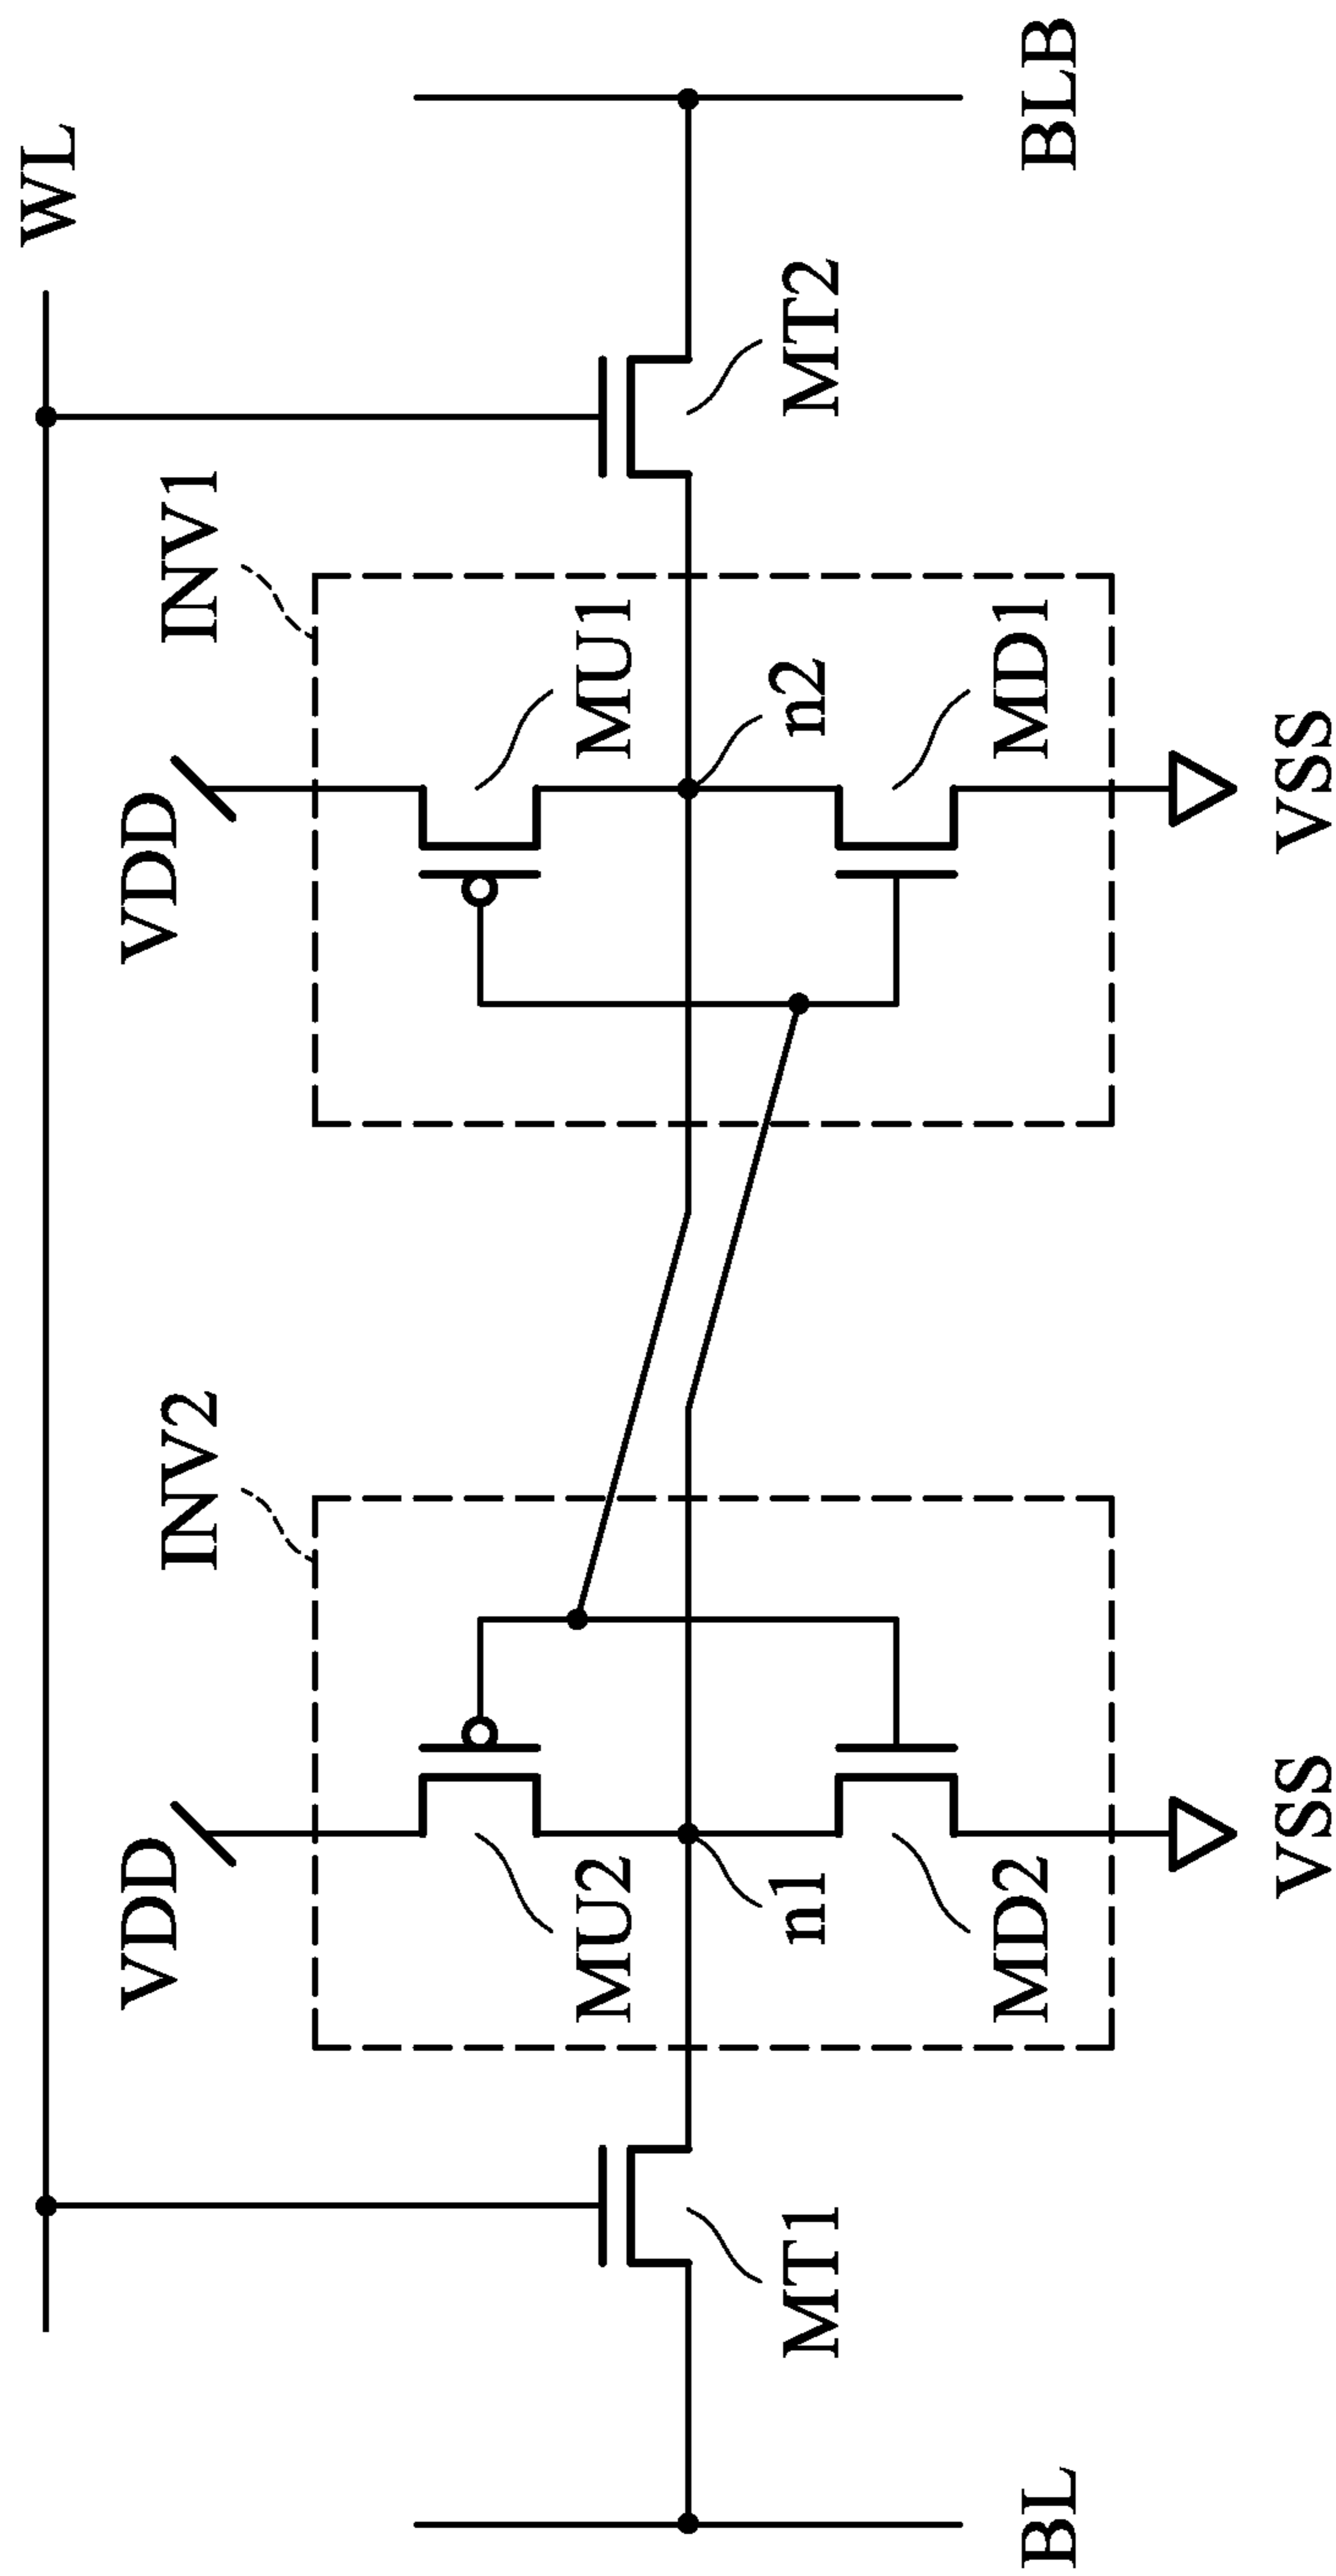 WL
INV2
INV1
VDD
VDD
MU2
MU1
MT1
n1
n2
MT2
MD2
MD1
BL
BLB
VSS
VSS